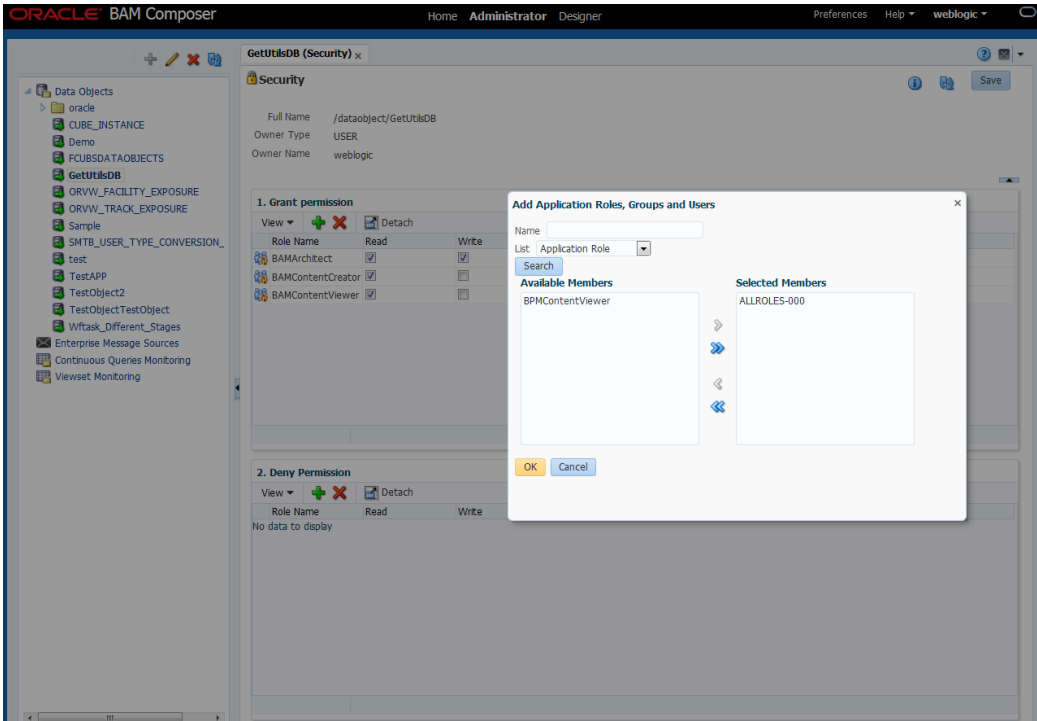 ORACLE BAM Composer
Home Administrator Designer
Preferences Help weblogic
GetUtilsDB (Security)
Security
Save
Data Objects
oracle
CUBE_INSTANCE
Demo
FCUBSDATAOBJECTS
GetUtilsDB
ORVW_FACILITY_EXPOSURE
ORVW_TRACK_EXPOSURE
Sample
SMTB_USER_TYPE_CONVERSION_
test
TestAPP
TestObject2
TestObjectTestObject
Wftask_Different_Stages
Enterprise Message Sources
Continuous Queries Monitoring
Viewset Monitoring
Full Name /dataobject/GetUtilsDB
Owner Type USER
Owner Name weblogic
1. Grant permission
View Detach
Role Name Read Write
BAMArchitect
BAMContentCreator
BAMContentViewer
2. Deny Permission
View Detach
Role Name Read Write
No data to display
Add Application Roles, Groups and Users
Name
List Application Role
Search
Available Members Selected Members
BPMContentViewer ALLROLES-000
OK Cancel